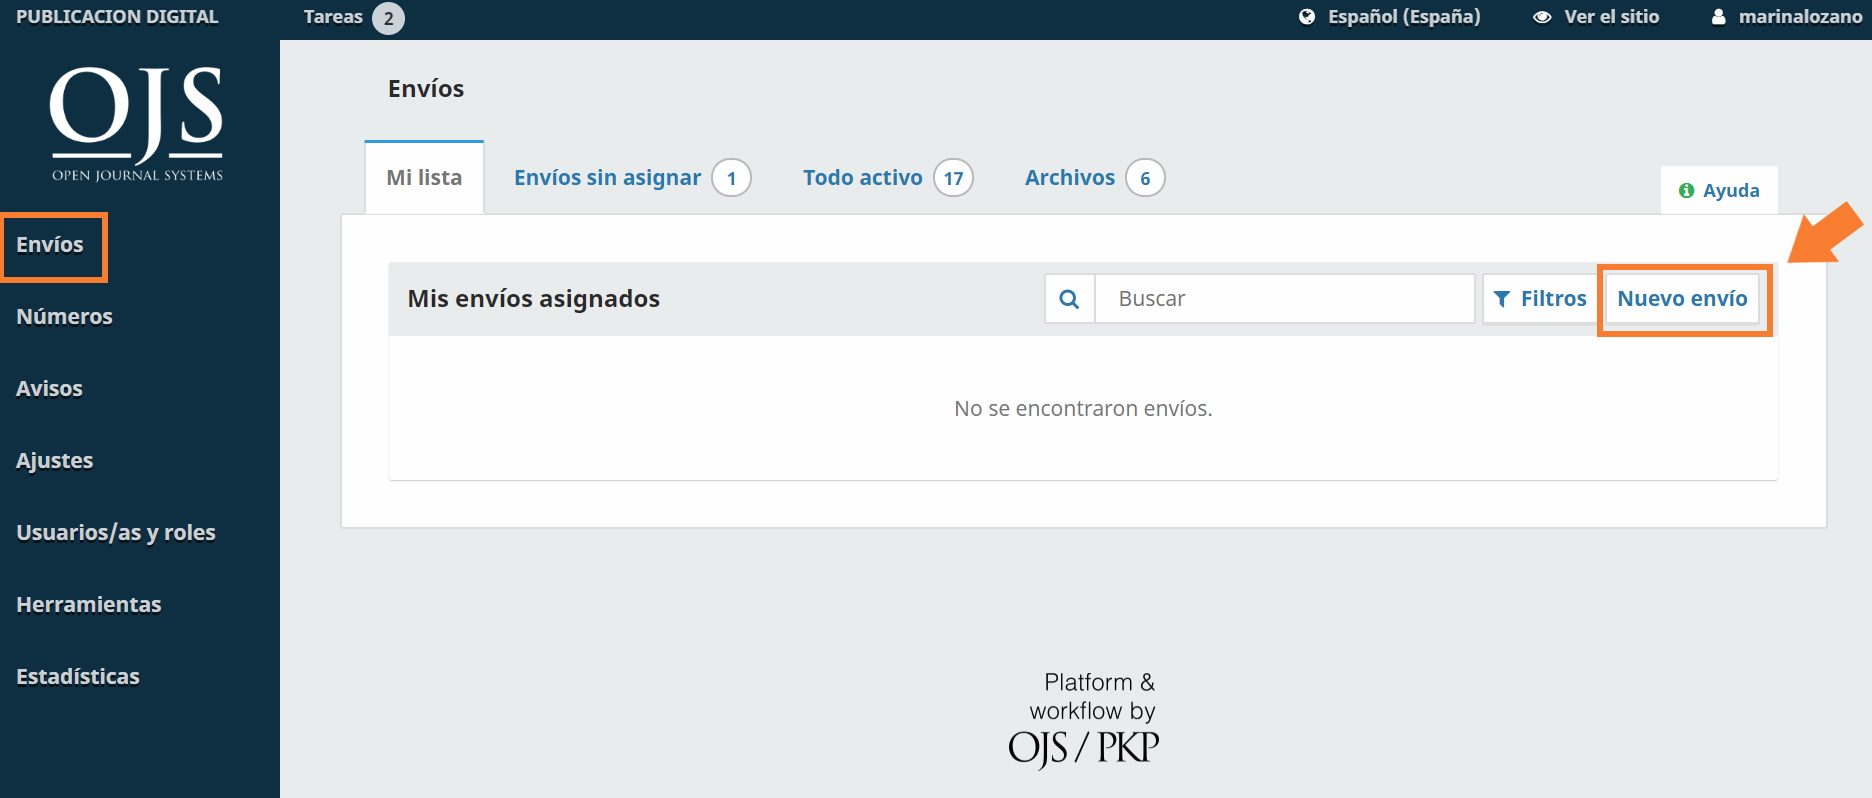 PUBLICACION DIGITAL
Tareas 2
Español (España)
Ver el sitio
marinalozano
OJS
OPEN JOURNAL SYSTEMS
Envíos
Números
Avisos
Ajustes
Usuarios/as y roles
Herramientas
Estadísticas
Envíos
Mi lista
Envíos sin asignar 1
Todo activo 17
Archivos 6
Ayuda
Mis envíos asignados
Buscar
Filtros
Nuevo envío
No se encontraron envíos.
Platform &
workflow by
OJS / PKP